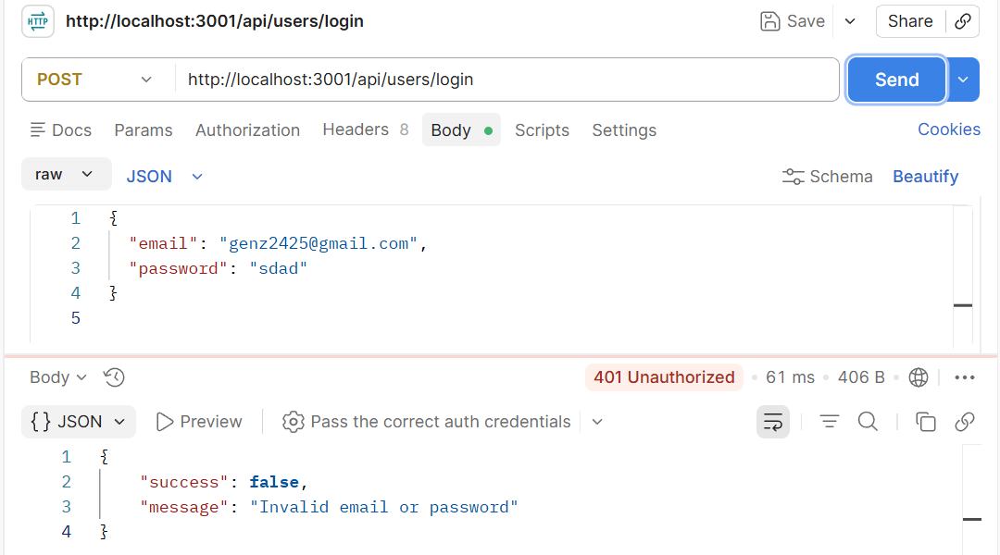 HTTP http://localhost:3001/api/users/login Save Share
POST http://localhost:3001/api/users/login Send
Docs Params Authorization Headers 8 Body Scripts Settings Cookies
raw JSON Schema Beautify
1 {
2 "email": "genz2425@gmail.com",
3 "password": "sdad"
4 }
5
Body 401 Unauthorized 61 ms 406 B
{} JSON Preview Pass the correct auth credentials
1 {
2 "success": false,
3 "message": "Invalid email or password"
4 }